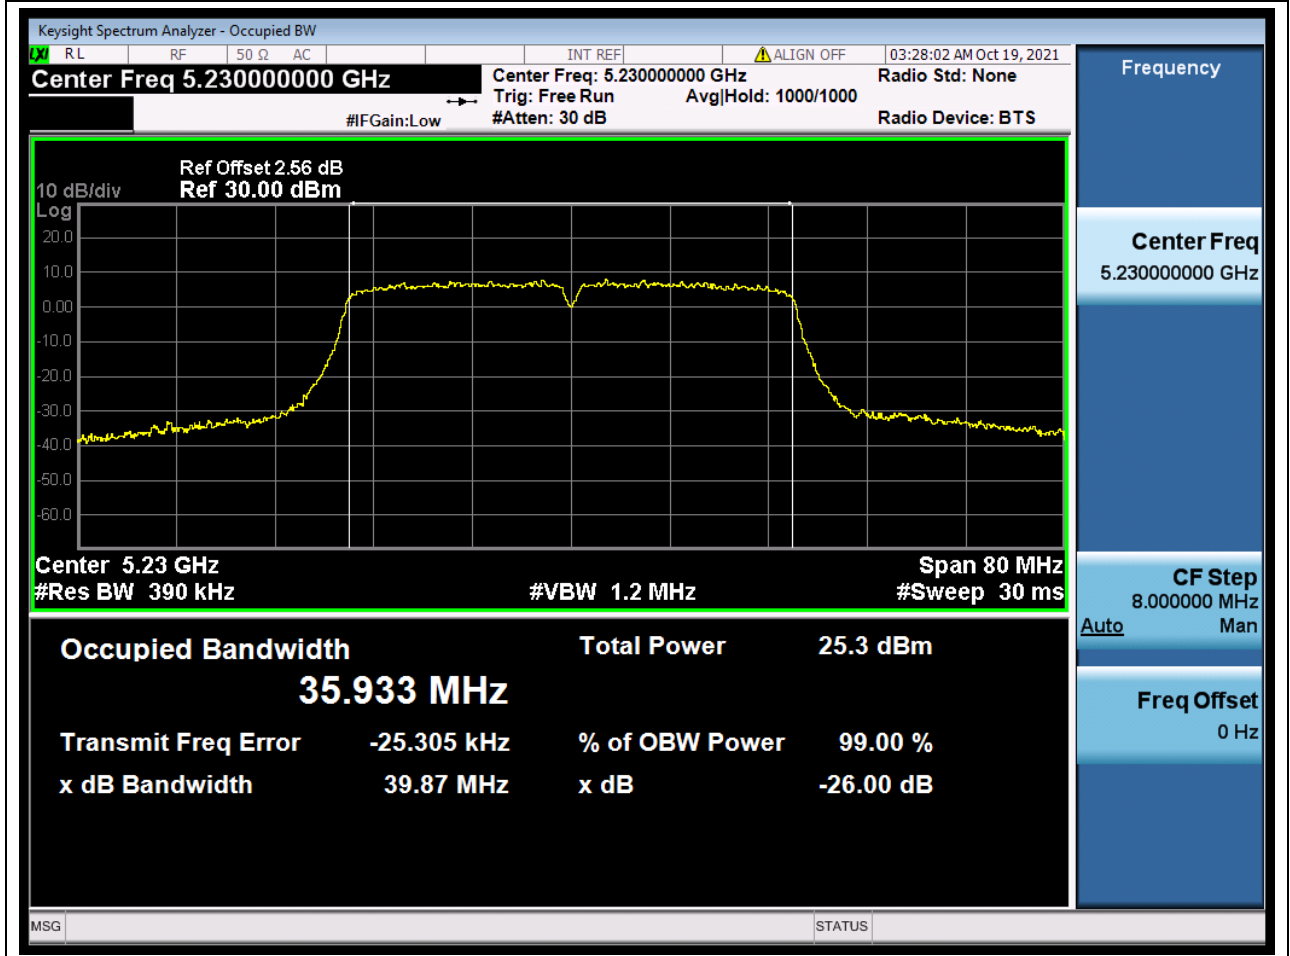 Keysight Spectrum Analyzer - Occupied BW
LXI RL RF 50 Ω AC INT REF ALIGN OFF 03:28:02 AM Oct 19, 2021
Center Freq 5.230000000 GHz
Center Freq: 5.230000000 GHz Radio Std: None
Trig: Free Run Avg|Hold: 1000/1000
#IFGain:Low #Atten: 30 dB Radio Device: BTS
Ref Offset 2.56 dB
10 dB/div Ref 30.00 dBm
Log
20.0
10.0
0.00
-10.0
-20.0
-30.0
-40.0
-50.0
-60.0
Center 5.23 GHz Span 80 MHz
#Res BW 390 kHz #VBW 1.2 MHz #Sweep 30 ms
Occupied Bandwidth Total Power 25.3 dBm
35.933 MHz
Transmit Freq Error -25.305 kHz % of OBW Power 99.00 %
x dB Bandwidth 39.87 MHz x dB -26.00 dB
Frequency
Center Freq
5.230000000 GHz
CF Step
8.000000 MHz
Auto Man
Freq Offset
0 Hz
MSG STATUS